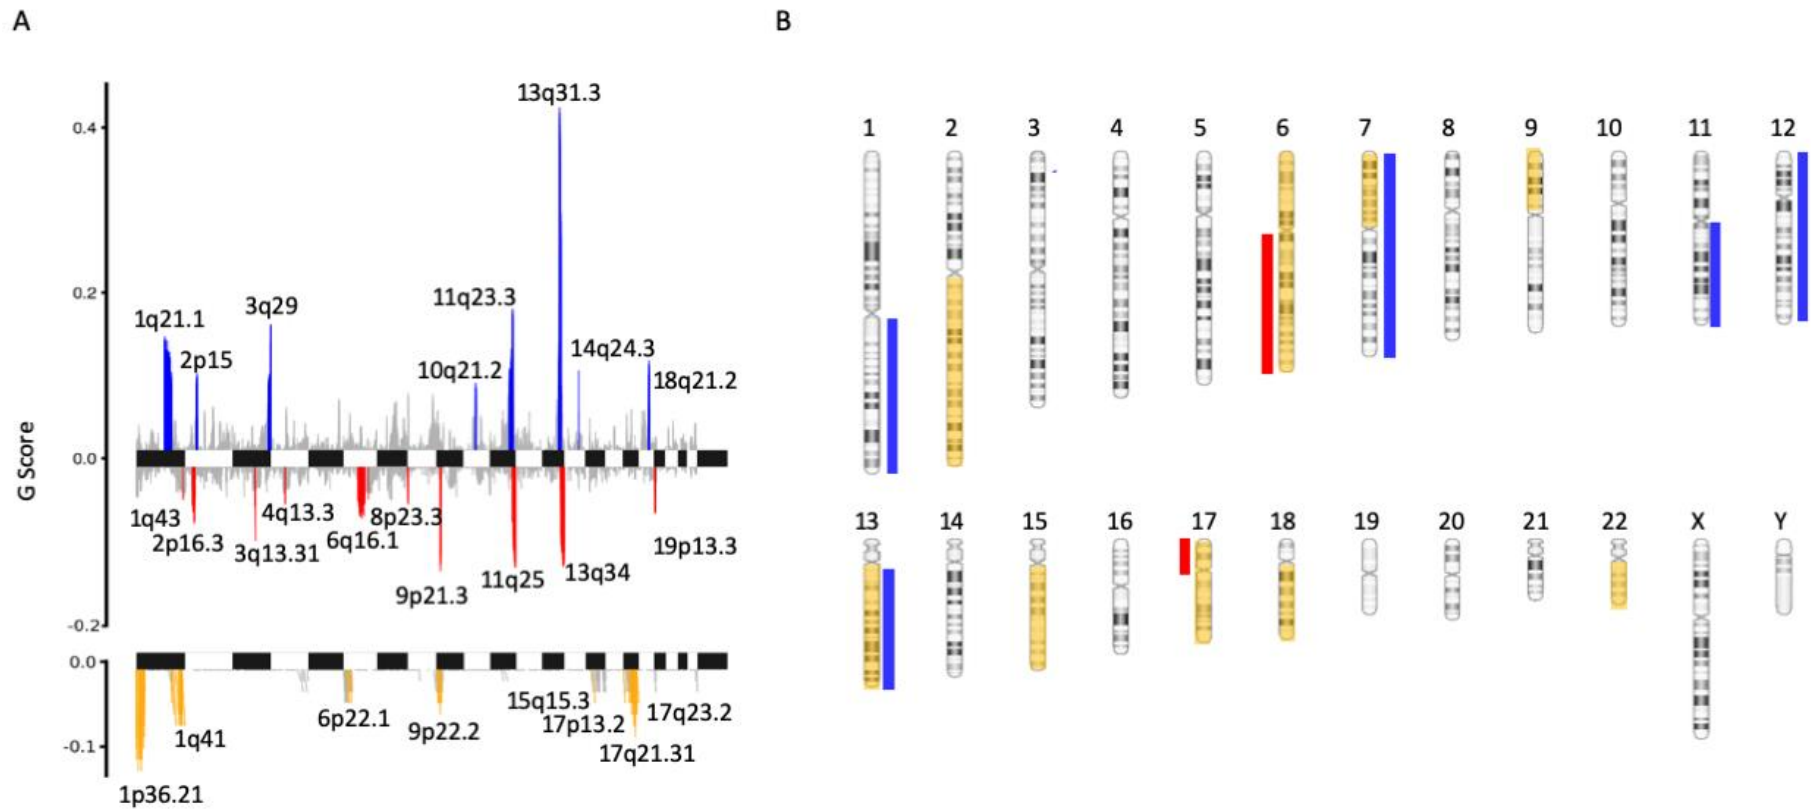 A
B
13q31.3
0.4
1 2 3 4 5 6 7 8 9 10 11 12
0.2
11q23.3
3q29
1q21.1
14q24.3
2p15
10q21.2
18q21.2
0.0
G Score
1q43
4q13.3
8p23.3
2p16.3
6q16.1
3q13.31
19p13.3
11q25
13q34
9p21.3
13 14 15 16 17 18 19 20 21 22 X Y
-0.2
0.0
15q15.3
6p22.1
17p13.2
17q23.2
1q41
9p22.2
-0.1
17q21.31
1p36.21